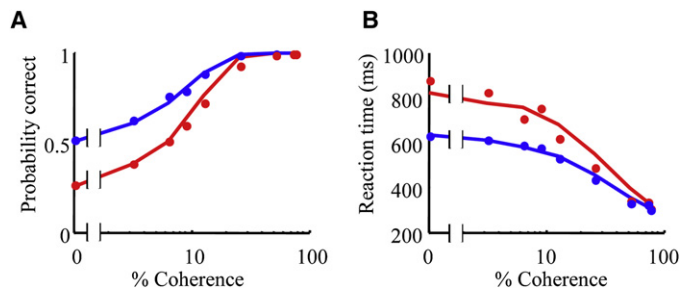 A
Probability correct
1
0.5
0
0
10
100
% Coherence
B
Reaction time (ms)
1000
800
600
400
200
0
10
100
% Coherence